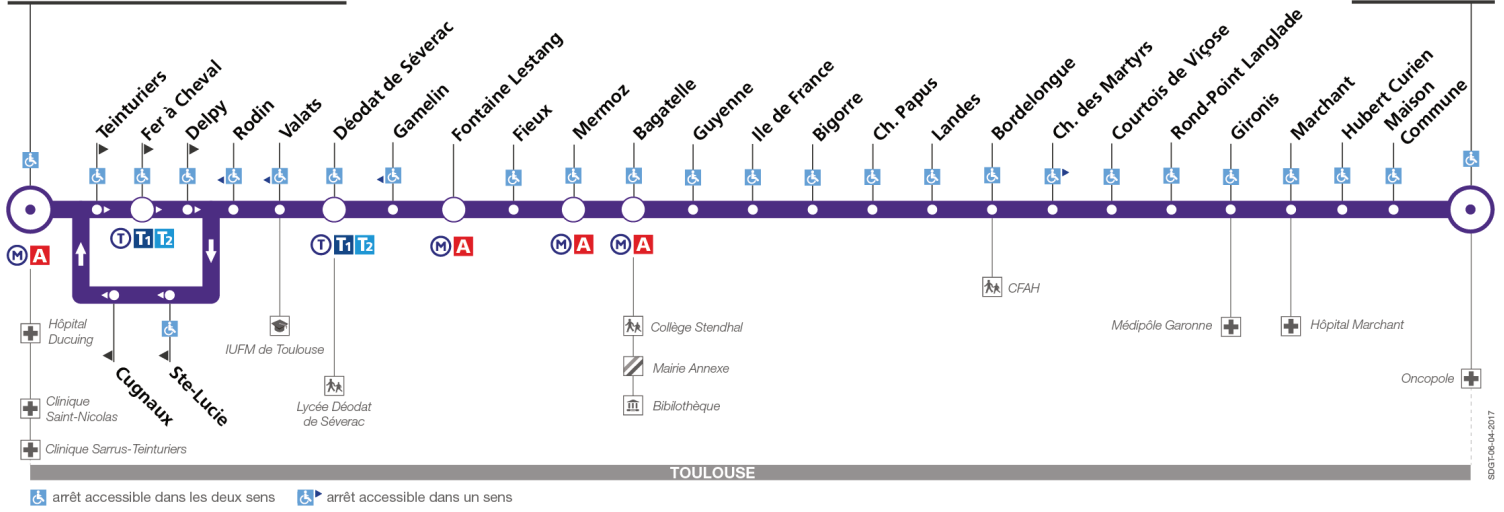 Teinturiers
Fer à Cheval
Delpy
Rodin
Valats
Déodat de Séverac
Gamelin
Fontaine Lestang
Fieux
Mermoz
Bagatelle
Guyenne
Ile de France
Bigorre
Ch. Papus
Landes
Bordelongue
Ch. des Martyrs
Courtois de Viçose
Rond-Point Langlade
Gironis
Marchant
Hubert Curien
Maison
Commune
M A
T T1 T2
T T1 T2
M A
M A
M A
Cugnaux
Ste-Lucie
Hôpital
Ducuing
Clinique
Saint-Nicolas
Clinique Sarrus-Teinturiers
IUFM de Toulouse
Lycée Déodat
de Séverac
Collège Stendhal
Mairie Annexe
Bibilothèque
CFAH
Médipôle Garonne
Hôpital Marchant
Oncopole
SDGT-06-04-2017
TOULOUSE
arrêt accessible dans les deux sens
arrêt accessible dans un sens